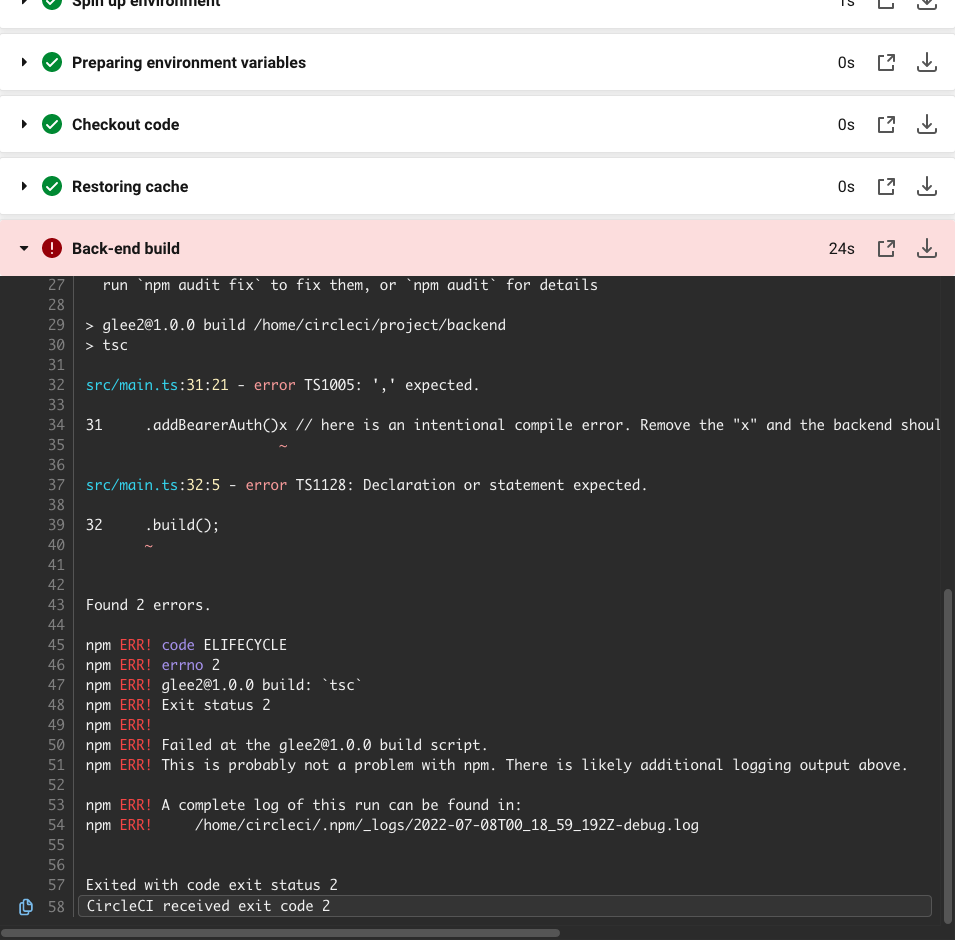 Spin up environment 1s
Preparing environment variables 0s
Checkout code 0s
Restoring cache 0s
Back-end build 24s
27 run `npm audit fix` to fix them, or `npm audit` for details
28
29 > glee2@1.0.0 build /home/circleci/project/backend
30 > tsc
31
32 src/main.ts:31:21 - error TS1005: ',' expected.
33
34 31     .addBearerAuth()x // here is an intentional compile error. Remove the "x" and the backend shoul
35 ~
36
37 src/main.ts:32:5 - error TS1128: Declaration or statement expected.
38
39 32     .build();
40 ~
41
42
43 Found 2 errors.
44
45 npm ERR! code ELIFECYCLE
46 npm ERR! errno 2
47 npm ERR! glee2@1.0.0 build: `tsc`
48 npm ERR! Exit status 2
49 npm ERR!
50 npm ERR! Failed at the glee2@1.0.0 build script.
51 npm ERR! This is probably not a problem with npm. There is likely additional logging output above.
52
53 npm ERR! A complete log of this run can be found in:
54 npm ERR!     /home/circleci/.npm/_logs/2022-07-08T00_18_59_192Z-debug.log
55
56
57 Exited with code exit status 2
58 CircleCI received exit code 2